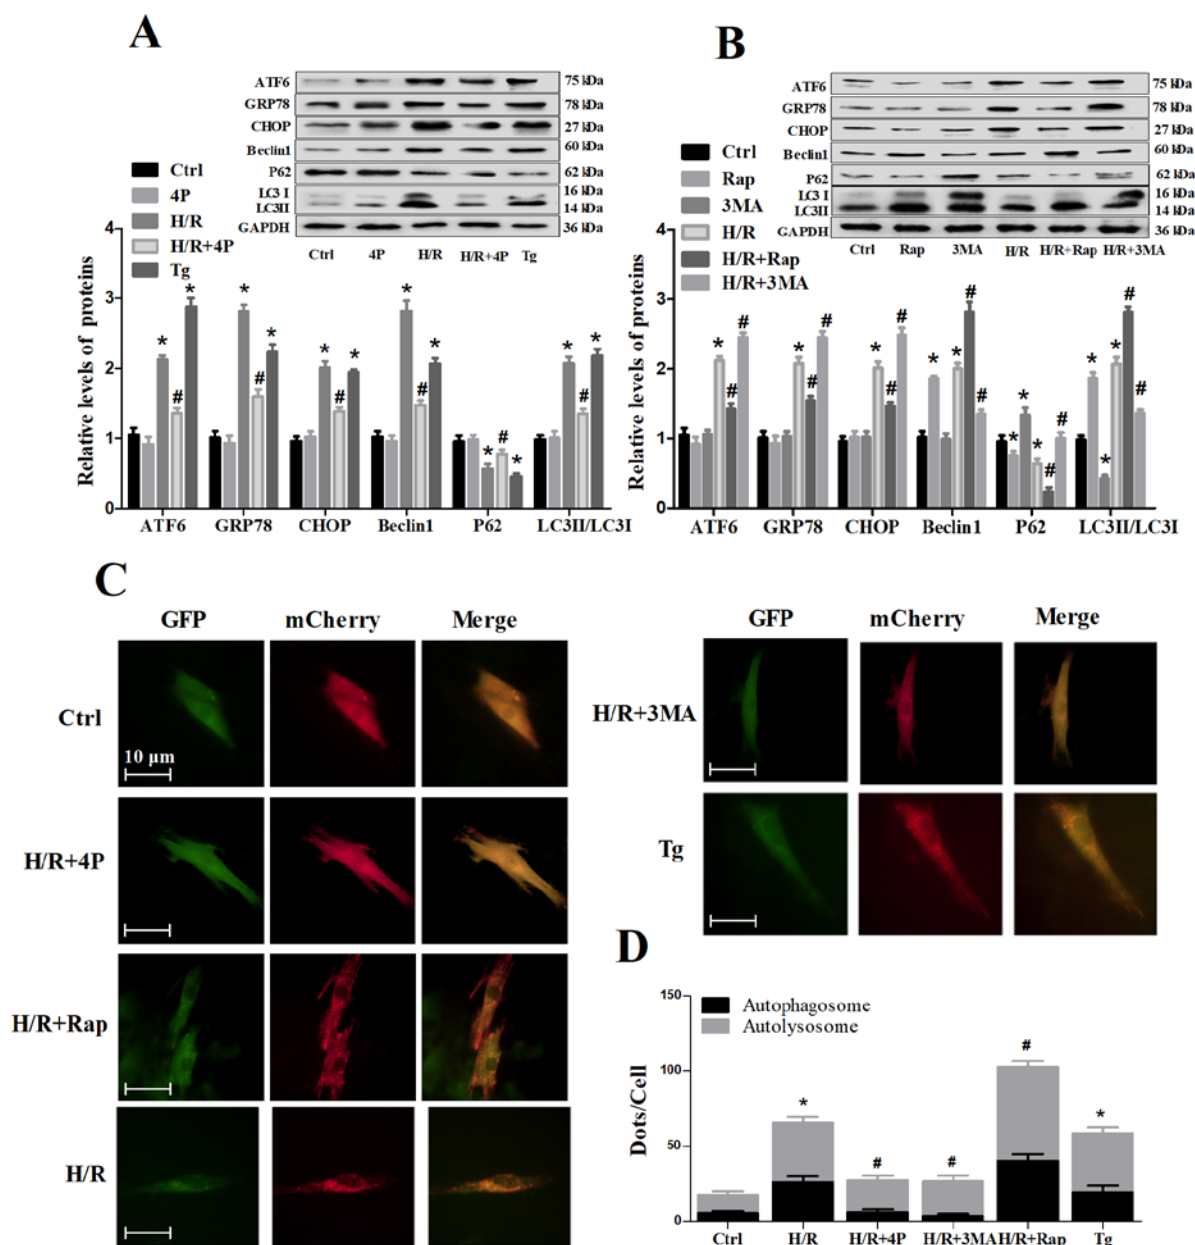 A
ATF6 75 kDa
GRP78 78 kDa
CHOP 27 kDa
Beclin1 60 kDa
P62 62 kDa
LC3 I 16 kDa
LC3II 14 kDa
GAPDH 36 kDa
Ctrl 4P H/R H/R+4P Tg
Ctrl
4P
H/R
H/R+4P
Tg
Relative levels of proteins
4
3
2
1
0
* # * * * # * * # * * # * * # * * # *
ATF6 GRP78 CHOP Beclin1 P62 LC3II/LC3I
B
ATF6 75 kDa
GRP78 78 kDa
CHOP 27 kDa
Beclin1 60 kDa
P62 62 kDa
LC3 I 16 kDa
LC3II 14 kDa
GAPDH 36 kDa
Ctrl Rap 3MA H/R H/R+Rap H/R+3MA
Ctrl
Rap
3MA
H/R
H/R+Rap
H/R+3MA
Relative levels of proteins
4
3
2
1
0
* # # * # # * # # * * # # * * * # # * * * # #
ATF6 GRP78 CHOP Beclin1 P62 LC3II/LC3I
C
GFP mCherry Merge
Ctrl
10 µm
H/R+4P
H/R+Rap
H/R
GFP mCherry Merge
H/R+3MA
Tg
D
Autophagosome
Autolysosome
Dots/Cell
150
100
50
0
* # # # *
Ctrl H/R H/R+4P H/R+3MA H/R+Rap Tg